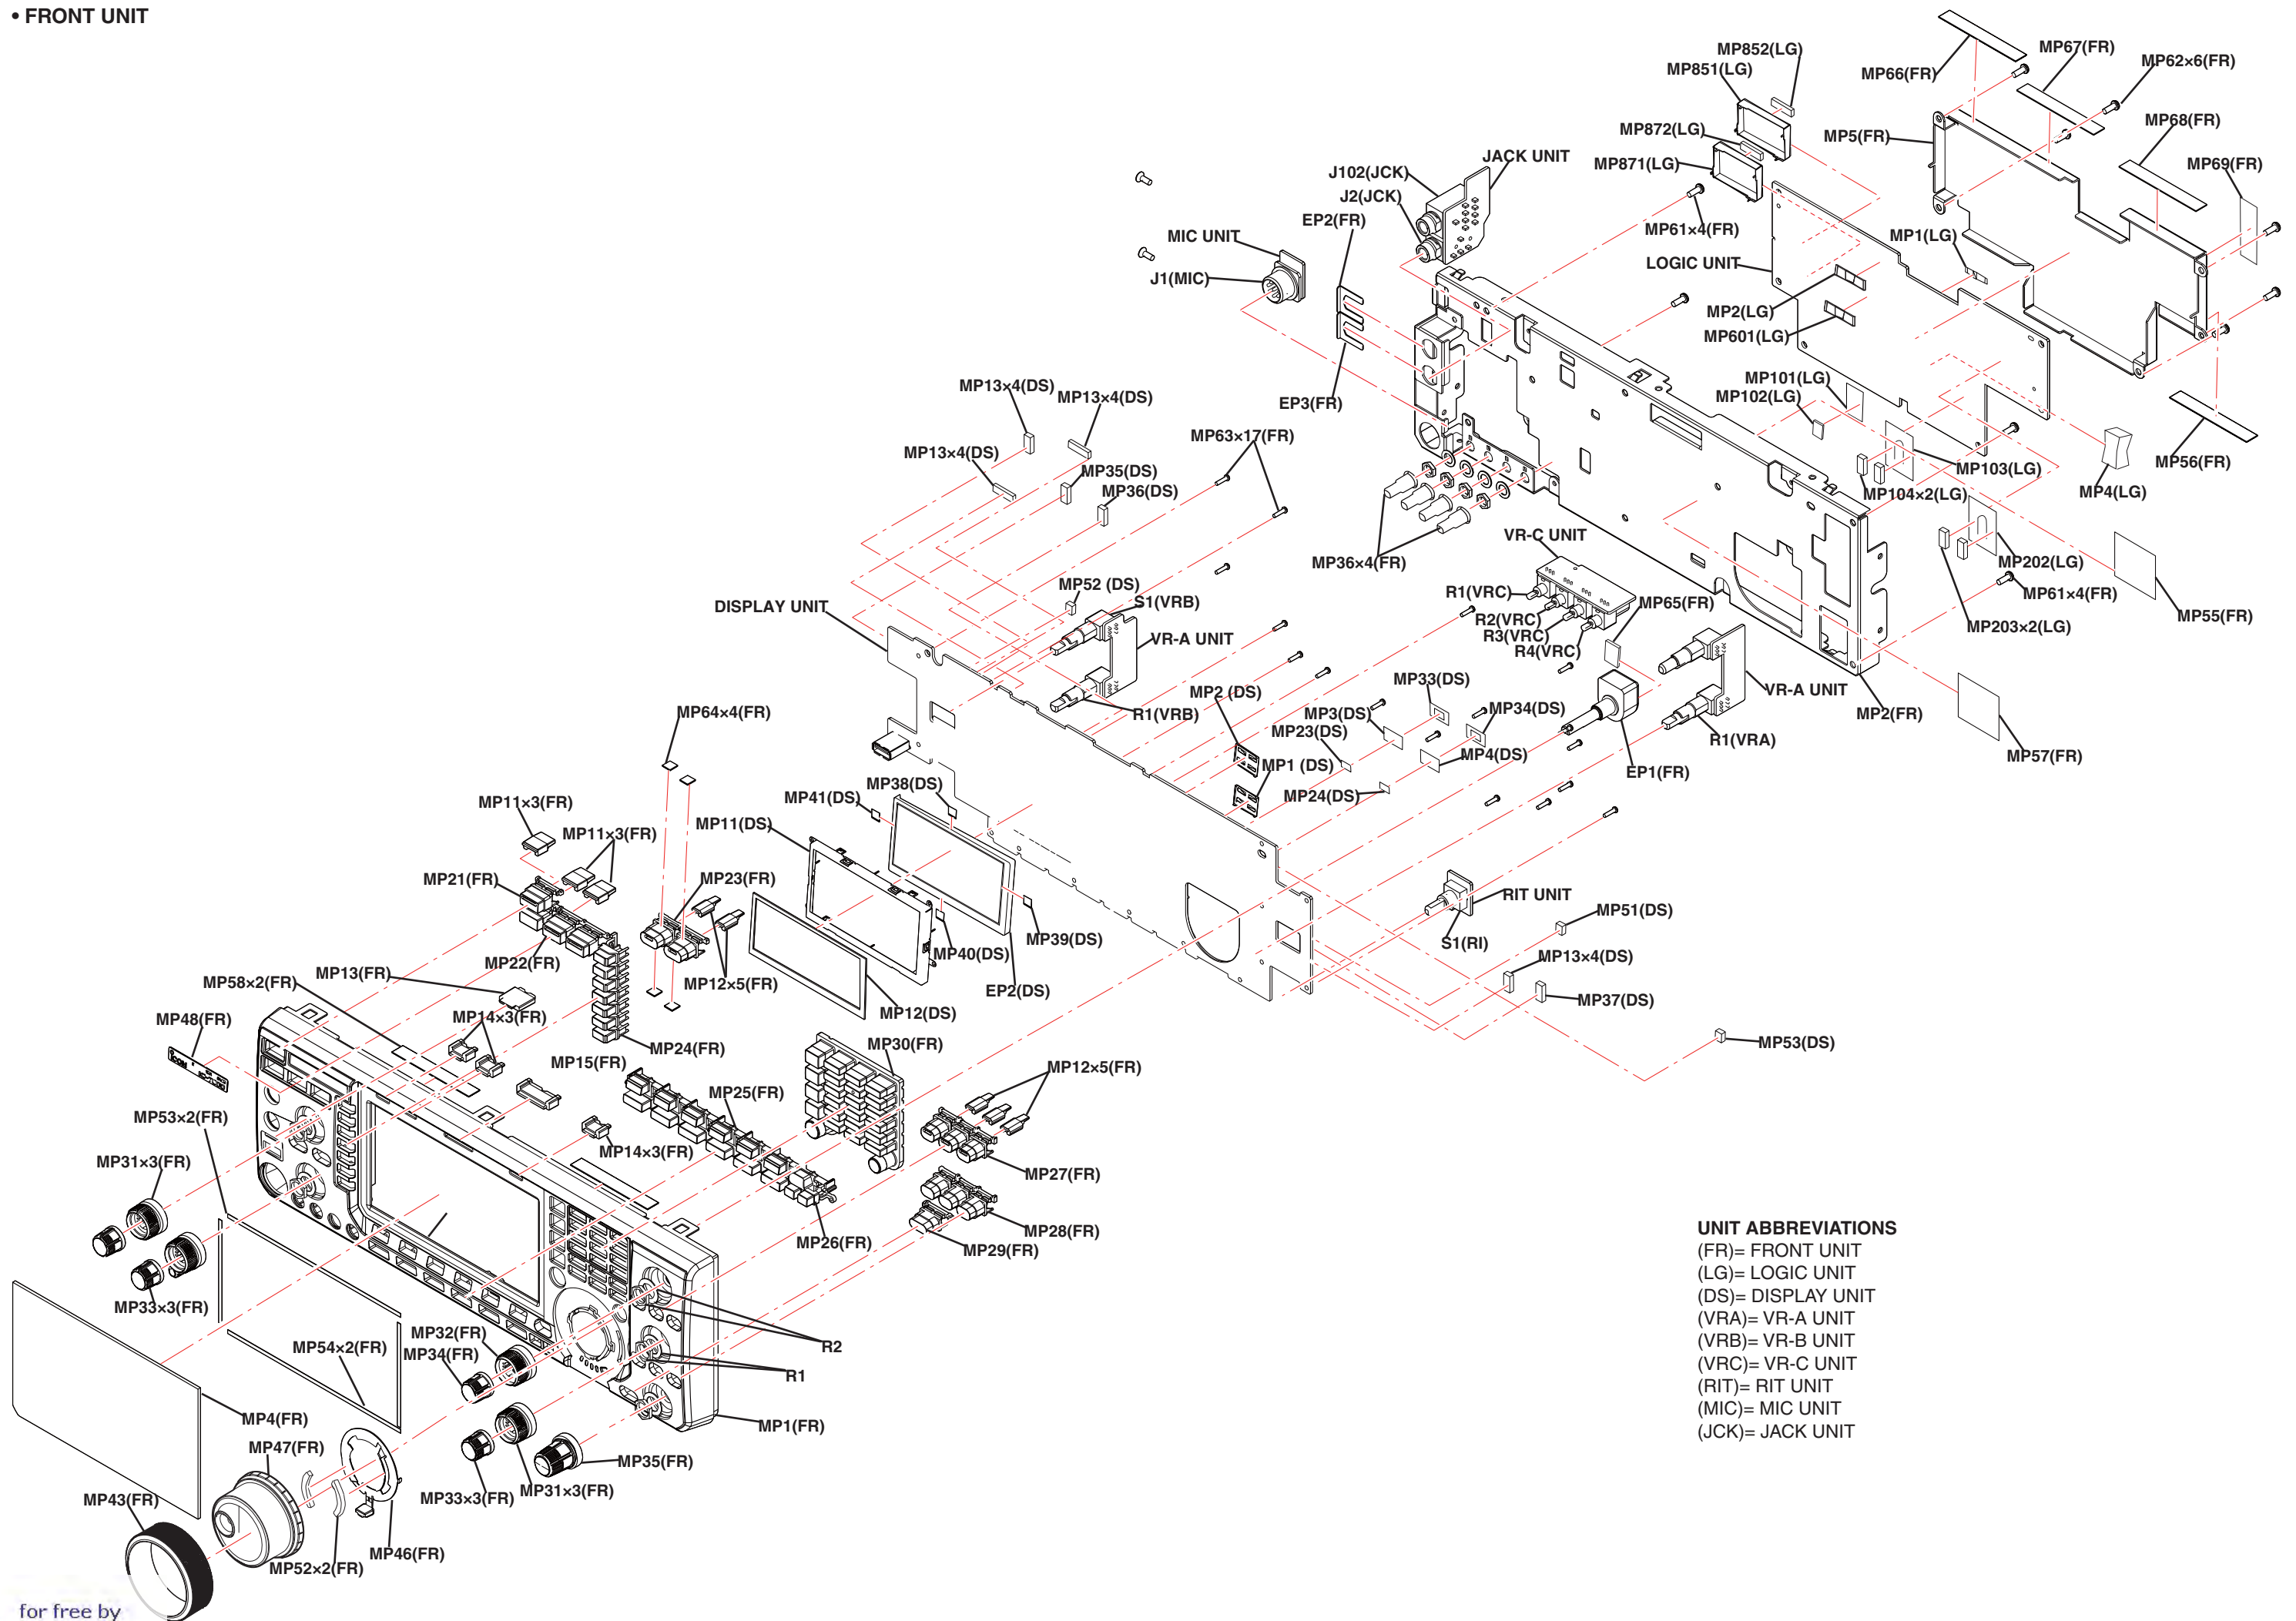 • FRONT UNIT
MP66(FR)
MP67(FR)
MP62×6(FR)
MP852(LG)
MP851(LG)
MP68(FR)
MP872(LG)
MP5(FR)
MP871(LG)
JACK UNIT
MP69(FR)
J102(JCK)
J2(JCK)
EP2(FR)
MIC UNIT
MP61×4(FR)
MP1(LG)
LOGIC UNIT
J1(MIC)
MP2(LG)
MP601(LG)
MP13×4(DS)
MP13×4(DS)
EP3(FR)
MP101(LG)
MP102(LG)
MP63×17(FR)
MP13×4(DS)
MP35(DS)
MP36(DS)
MP56(FR)
MP103(LG)
MP4(LG)
MP104×2(LG)
VR-C UNIT
MP36×4(FR)
MP202(LG)
MP52 (DS)
DISPLAY UNIT
S1(VRB)
R1(VRC)
MP65(FR)
MP61×4(FR)
MP55(FR)
R2(VRC)
R3(VRC)
MP203×2(LG)
VR-A UNIT
R4(VRC)
MP33(DS)
VR-A UNIT
MP2 (DS)
MP64×4(FR)
R1(VRB)
MP3(DS)
MP34(DS)
MP2(FR)
MP23(DS)
R1(VRA)
MP4(DS)
MP57(FR)
MP1 (DS)
EP1(FR)
MP38(DS)
MP24(DS)
MP41(DS)
MP11×3(FR)
MP11(DS)
MP11×3(FR)
MP21(FR)
MP23(FR)
RIT UNIT
MP51(DS)
MP39(DS)
S1(RI)
MP40(DS)
MP22(FR)
MP13(FR)
MP13×4(DS)
MP58×2(FR)
MP12×5(FR)
EP2(DS)
MP37(DS)
MP12(DS)
MP48(FR)
MP14×3(FR)
MP53(DS)
MP24(FR)
MP30(FR)
MP15(FR)
MP12×5(FR)
MP25(FR)
MP53×2(FR)
MP14×3(FR)
MP31×3(FR)
MP27(FR)
MP28(FR)
MP26(FR)
MP29(FR)
MP33×3(FR)
MP32(FR)
MP54×2(FR)
MP34(FR)
R2
R1
MP4(FR)
MP1(FR)
MP47(FR)
MP35(FR)
MP33×3(FR)
MP31×3(FR)
MP43(FR)
MP46(FR)
MP52×2(FR)
UNIT ABBREVIATIONS
(FR)= FRONT UNIT
(LG)= LOGIC UNIT
(DS)= DISPLAY UNIT
(VRA)= VR-A UNIT
(VRB)= VR-B UNIT
(VRC)= VR-C UNIT
(RIT)= RIT UNIT
(MIC)= MIC UNIT
(JCK)= JACK UNIT
for free by